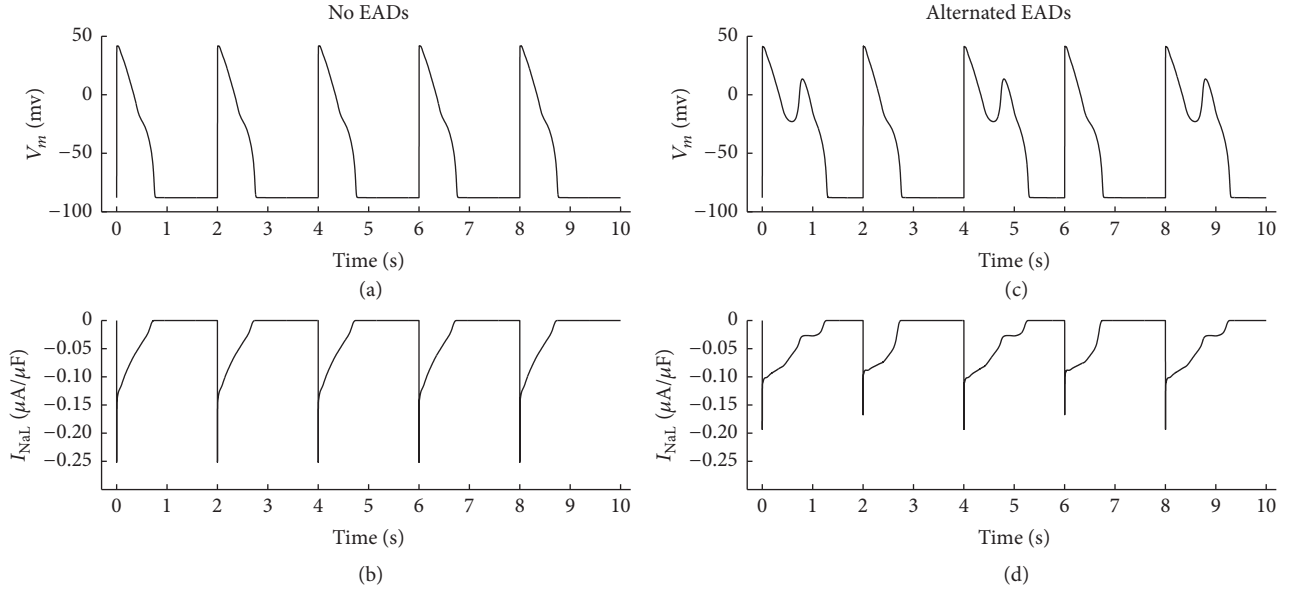 No EADs
50
0
−50
−100
V_m (mv)
0 1 2 3 4 5 6 7 8 9 10
Time (s)
(a)
Alternated EADs
50
0
−50
−100
V_m (mv)
0 1 2 3 4 5 6 7 8 9 10
Time (s)
(c)
0
−0.05
−0.10
−0.15
−0.20
−0.25
I_NaL (μA/μF)
0 1 2 3 4 5 6 7 8 9 10
Time (s)
(b)
0
−0.05
−0.10
−0.15
−0.20
−0.25
I_NaL (μA/μF)
0 1 2 3 4 5 6 7 8 9 10
Time (s)
(d)